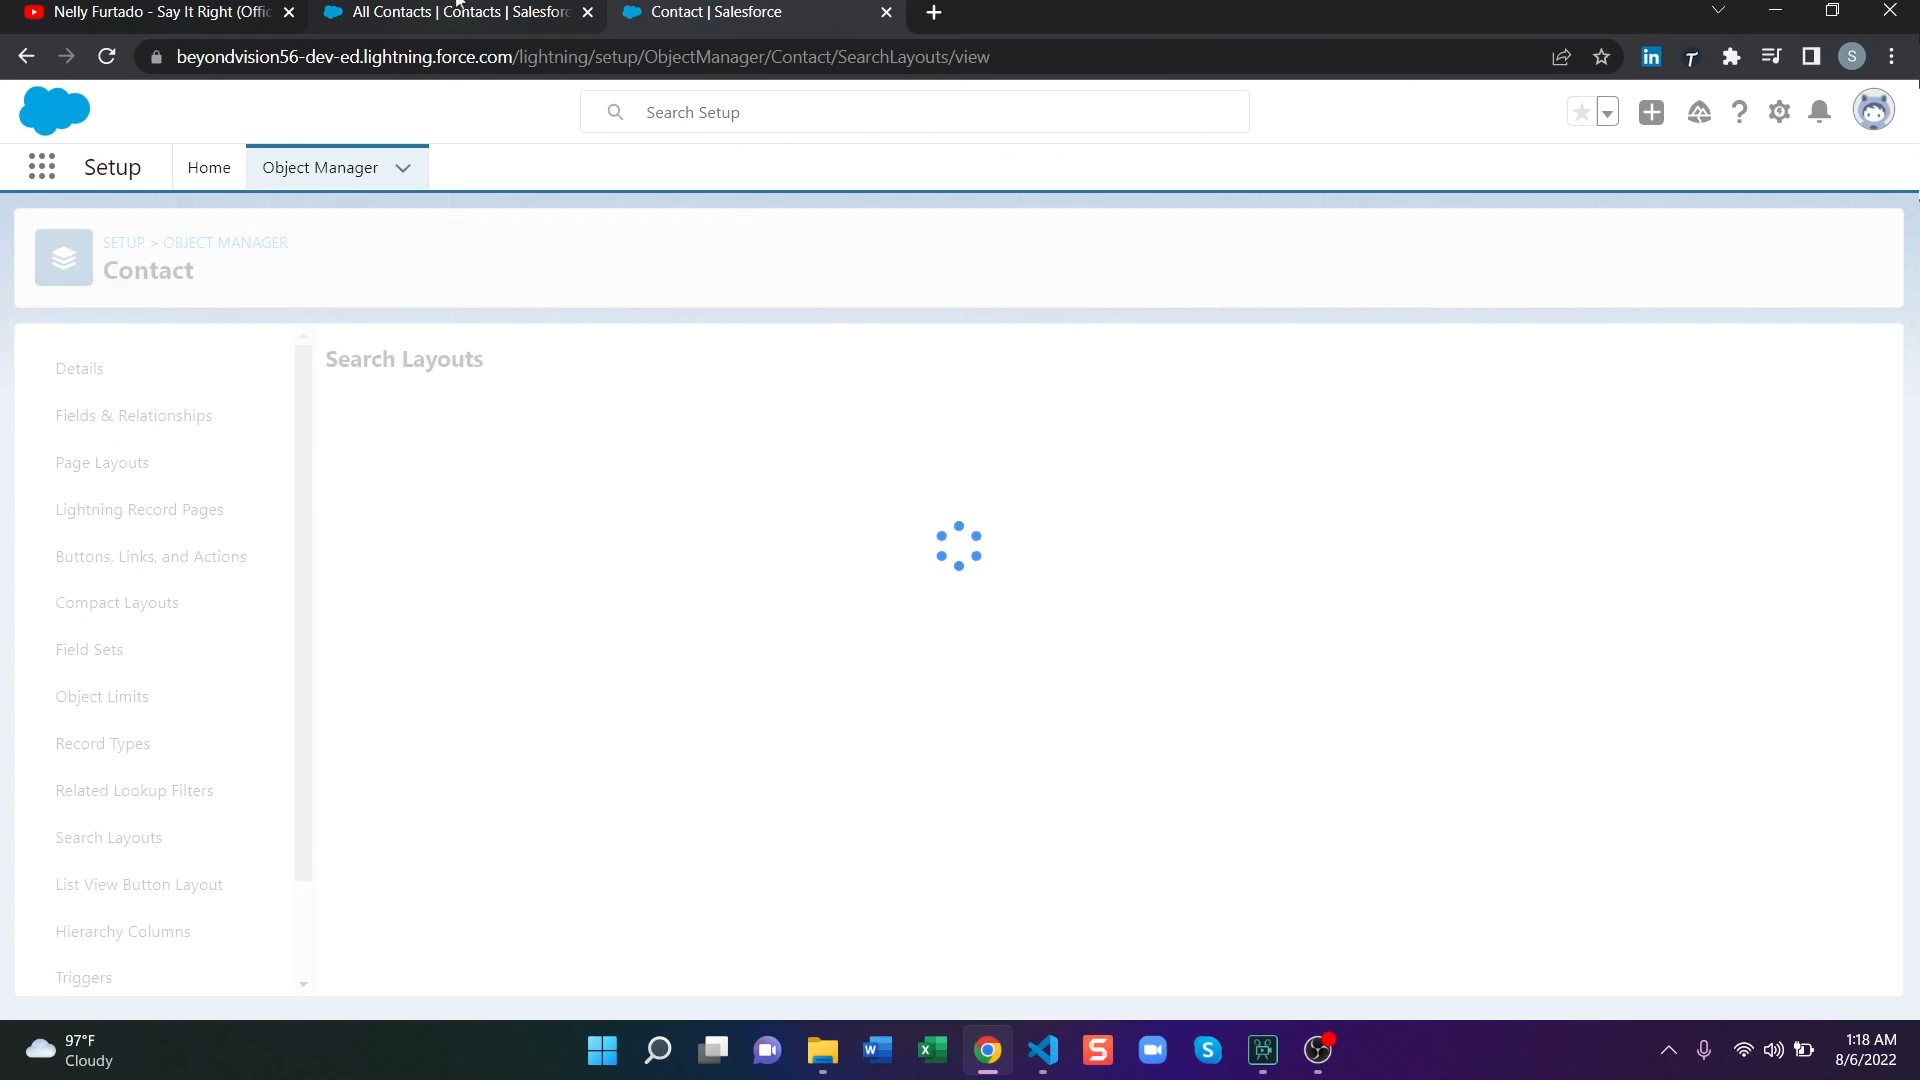 Nelly Furtado - Say It Right (Offic
All Contacts | Contacts | Salesforc
Contact | Salesforce
beyondvision56-dev-ed.lightning.force.com/lightning/setup/ObjectManager/Contact/SearchLayouts/view
S
Search Setup
Setup
Home
Object Manager
SETUP > OBJECT MANAGER
Contact
Details
Fields & Relationships
Page Layouts
Lightning Record Pages
Buttons, Links, and Actions
Compact Layouts
Field Sets
Object Limits
Record Types
Related Lookup Filters
Search Layouts
List View Button Layout
Hierarchy Columns
Triggers
Search Layouts
97°F
Cloudy
1:18 AM
8/6/2022